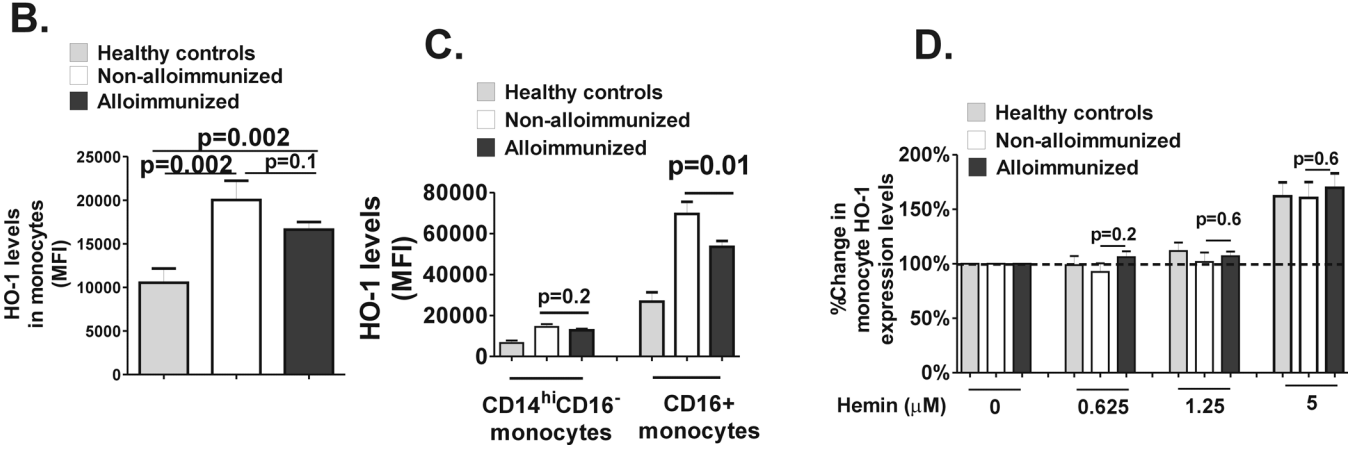 B.
Healthy controls
Non-alloimmunized
Alloimmunized
p=0.002
p=0.002
p=0.1
HO-1 levels
in monocytes
(MFI)
25000
20000
15000
10000
5000
0
C.
Healthy controls
Non-alloimmunized
Alloimmunized
p=0.01
p=0.2
HO-1 levels
(MFI)
80000
60000
40000
20000
0
CD14hiCD16-
monocytes
CD16+
monocytes
D.
Healthy controls
Non-alloimmunized
Alloimmunized
%Change in
monocyte HO-1
expression levels
200%
150%
100%
50%
0%
p=0.2
p=0.6
p=0.6
Hemin (μM)
0
0.625
1.25
5